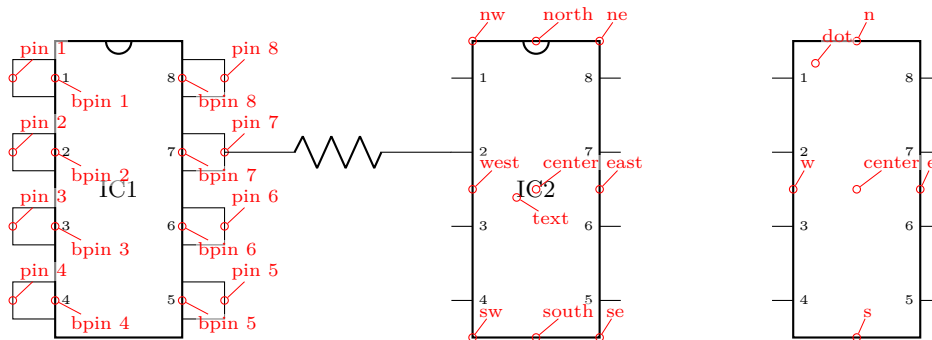 nw north ne n
pin 1 pin 8 dot
1 8 1 8 1 8
bpin 1 bpin 8
pin 2 pin 7
2 7 2 7 2 7
bpin 2 bpin 7 west center east w center e
IC1 IC2
pin 3 pin 6 text
3 6 3 6 3 6
bpin 3 bpin 6
pin 4 pin 5
4 5 4 5 4 5
bpin 4 bpin 5 sw south se s